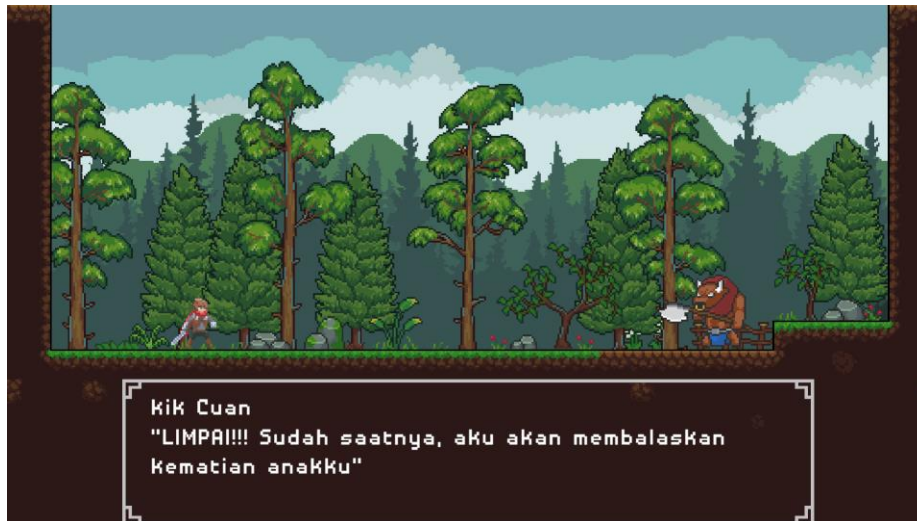 Kik Cuan
"LIMPAI!!! Sudah saatnya, aku akan membalaskan
kematian anakku"